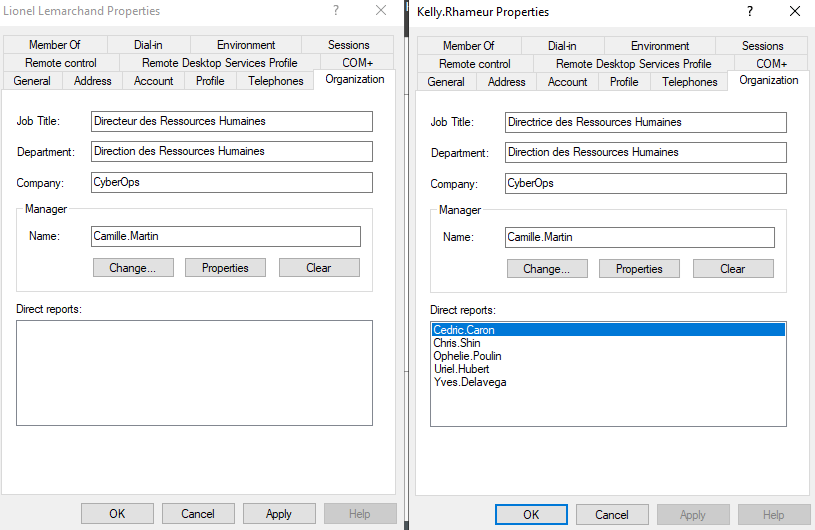 Lionel Lemarchand Properties ? ×
Member Of Dial-in Environment Sessions
Remote control Remote Desktop Services Profile COM+
General Address Account Profile Telephones Organization
Job Title: Directeur des Ressources Humaines
Department: Direction des Ressources Humaines
Company: CyberOps
Manager
Name: Camille.Martin
Change... Properties Clear
Direct reports:
OK Cancel Apply Help
Kelly.Rhameur Properties ? ×
Member Of Dial-in Environment Sessions
Remote control Remote Desktop Services Profile COM+
General Address Account Profile Telephones Organization
Job Title: Directrice des Ressources Humaines
Department: Direction des Ressources Humaines
Company: CyberOps
Manager
Name: Camille.Martin
Change... Properties Clear
Direct reports:
Cedric.Caron
Chris.Shin
Ophelie.Poulin
Uriel.Hubert
Yves.Delavega
OK Cancel Apply Help